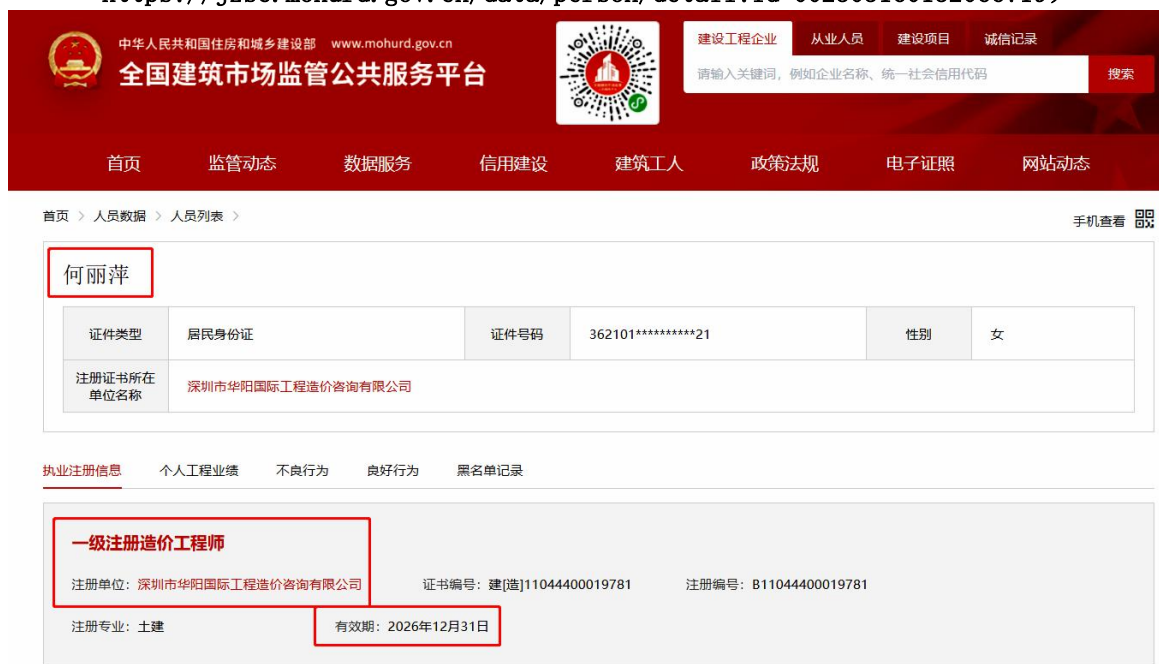 中华人民共和国住房和城乡建设部 www.mohurd.gov.cn
全国建筑市场监管公共服务平台
建设工程企业 从业人员 建设项目 诚信记录
请输入关键词，例如企业名称、统一社会信用代码 搜索
首页 监管动态 数据服务 信用建设 建筑工人 政策法规 电子证照 网站动态
首页 > 人员数据 > 人员列表 >
手机查看
何丽萍
证件类型 居民身份证 证件号码 362101**********21 性别 女
注册证书所在
单位名称 深圳市华阳国际工程造价咨询有限公司
执业注册信息 个人工程业绩 不良行为 良好行为 黑名单记录
一级注册造价工程师
注册单位：深圳市华阳国际工程造价咨询有限公司 证书编号：建[造]11044400019781 注册编号：B11044400019781
注册专业：土建 有效期：2026年12月31日